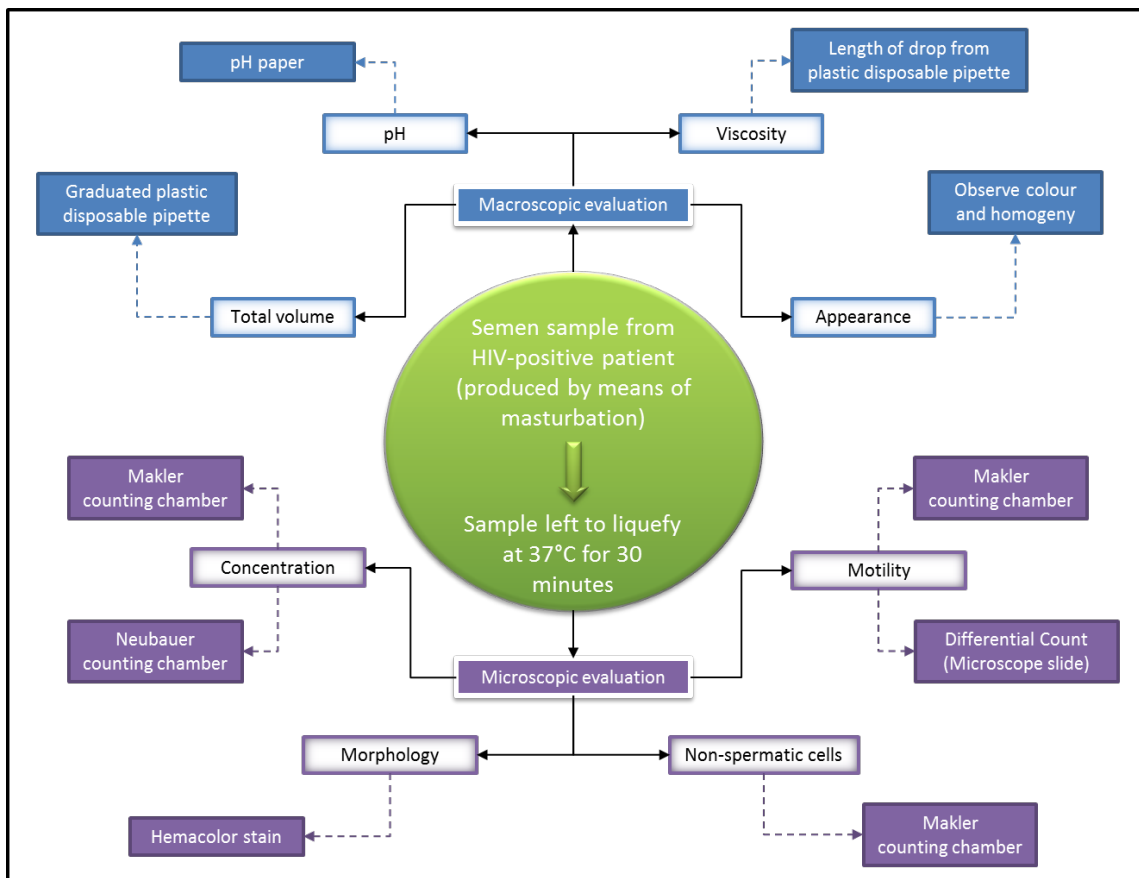 pH paper
Length of drop from
plastic disposable pipette
pH
Viscosity
Graduated plastic
disposable pipette
Macroscopic evaluation
Observe colour
and homogeny
Total volume
Appearance
Semen sample from
HIV-positive patient
(produced by means of
masturbation)
Sample left to liquefy
at 37°C for 30
minutes
Makler
counting chamber
Makler
counting chamber
Concentration
Motility
Neubauer
counting chamber
Differential Count
(Microscope slide)
Microscopic evaluation
Morphology
Non-spermatic cells
Hemacolor stain
Makler
counting chamber